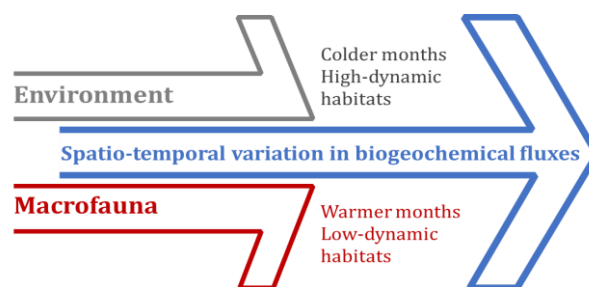 Colder months
High-dynamic
habitats
Environment
Spatio-temporal variation in biogeochemical fluxes
Macrofauna
Warmer months
Low-dynamic
habitats